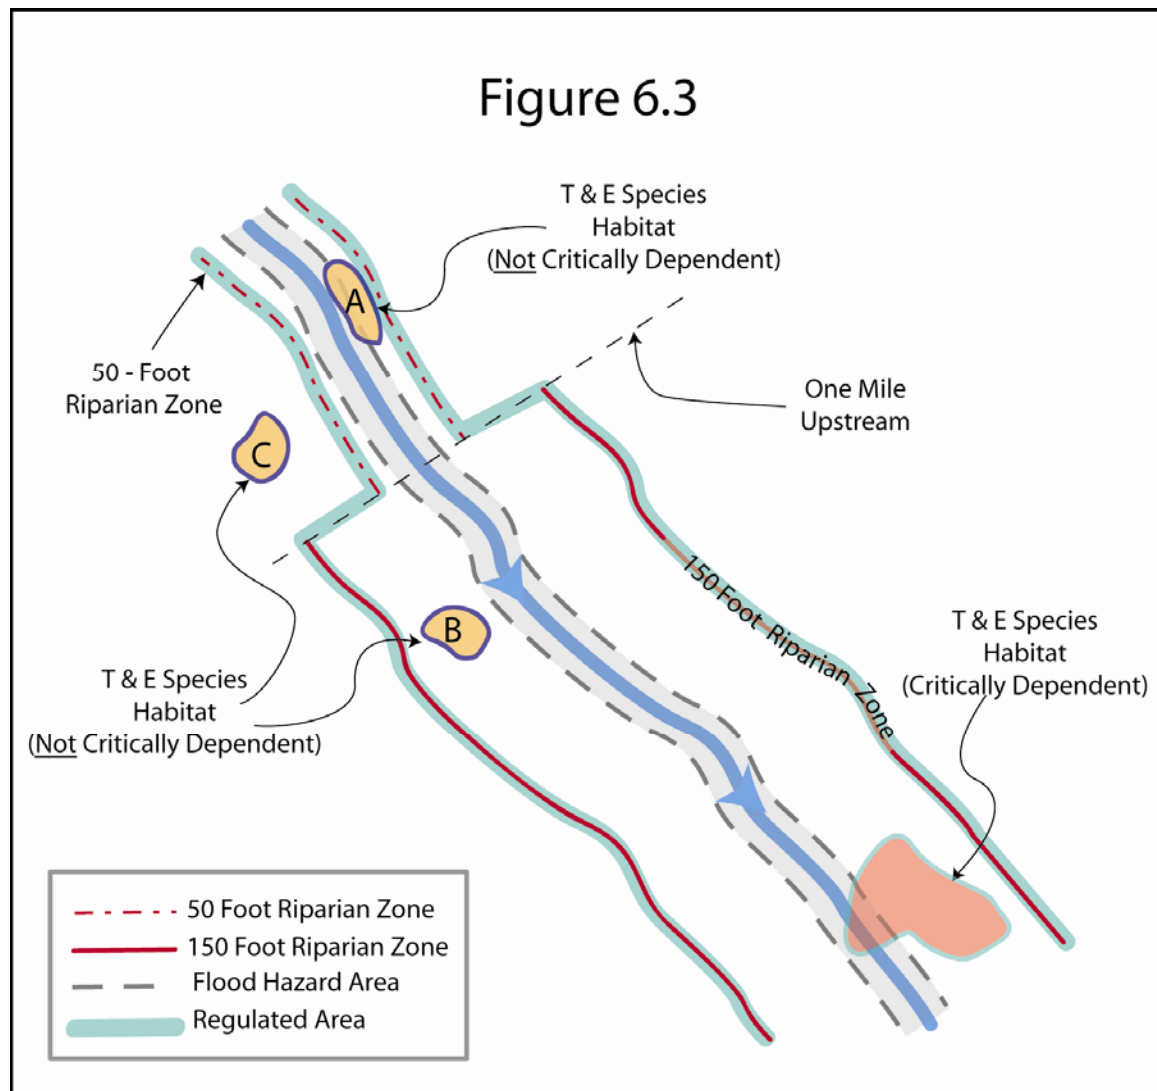 Figure 6.3
T & E Species
Habitat
(Not Critically Dependent)
A
50 - Foot
Riparian Zone
One Mile
Upstream
C
150 Foot Riparian Zone
B
T & E Species
Habitat
(Critically Dependent)
T & E Species
Habitat
(Not Critically Dependent)
50 Foot Riparian Zone
150 Foot Riparian Zone
Flood Hazard Area
Regulated Area